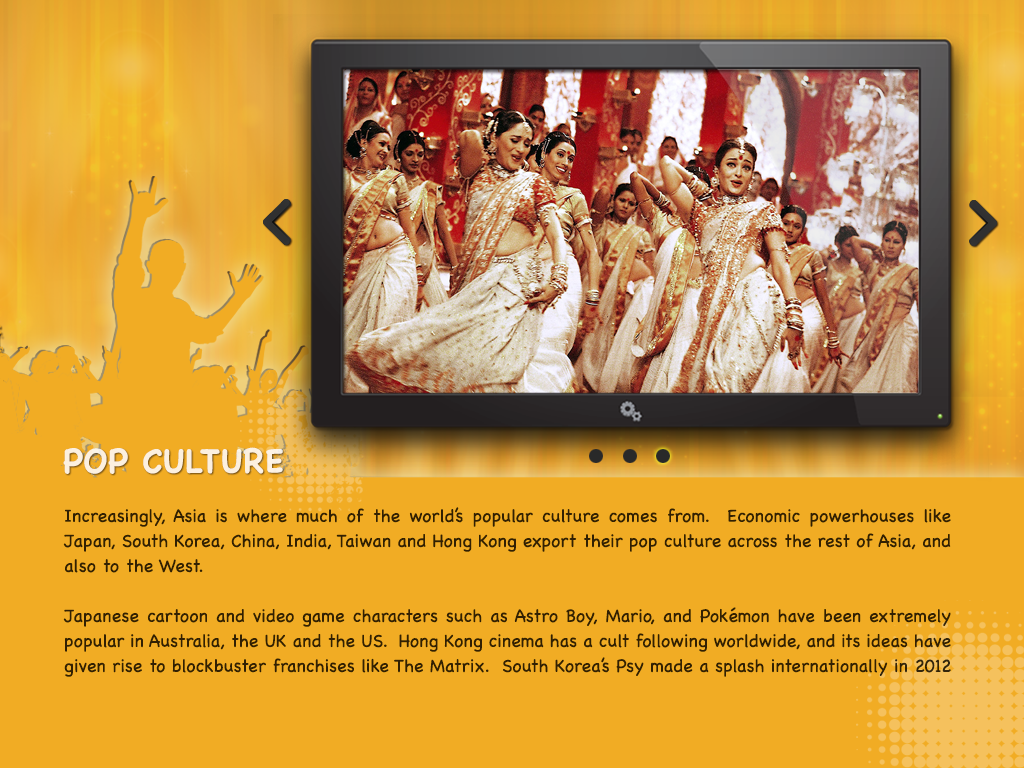 POP CULTURE
Increasingly, Asia is where much of the world's popular culture comes from. Economic powerhouses like
Japan, South Korea, China, India, Taiwan and Hong Kong export their pop culture across the rest of Asia, and
also to the West.
Japanese cartoon and video game characters such as Astro Boy, Mario, and Pokémon have been extremely
popular in Australia, the UK and the US. Hong Kong cinema has a cult following worldwide, and its ideas have
given rise to blockbuster franchises like The Matrix. South Korea's Psy made a splash internationally in 2012